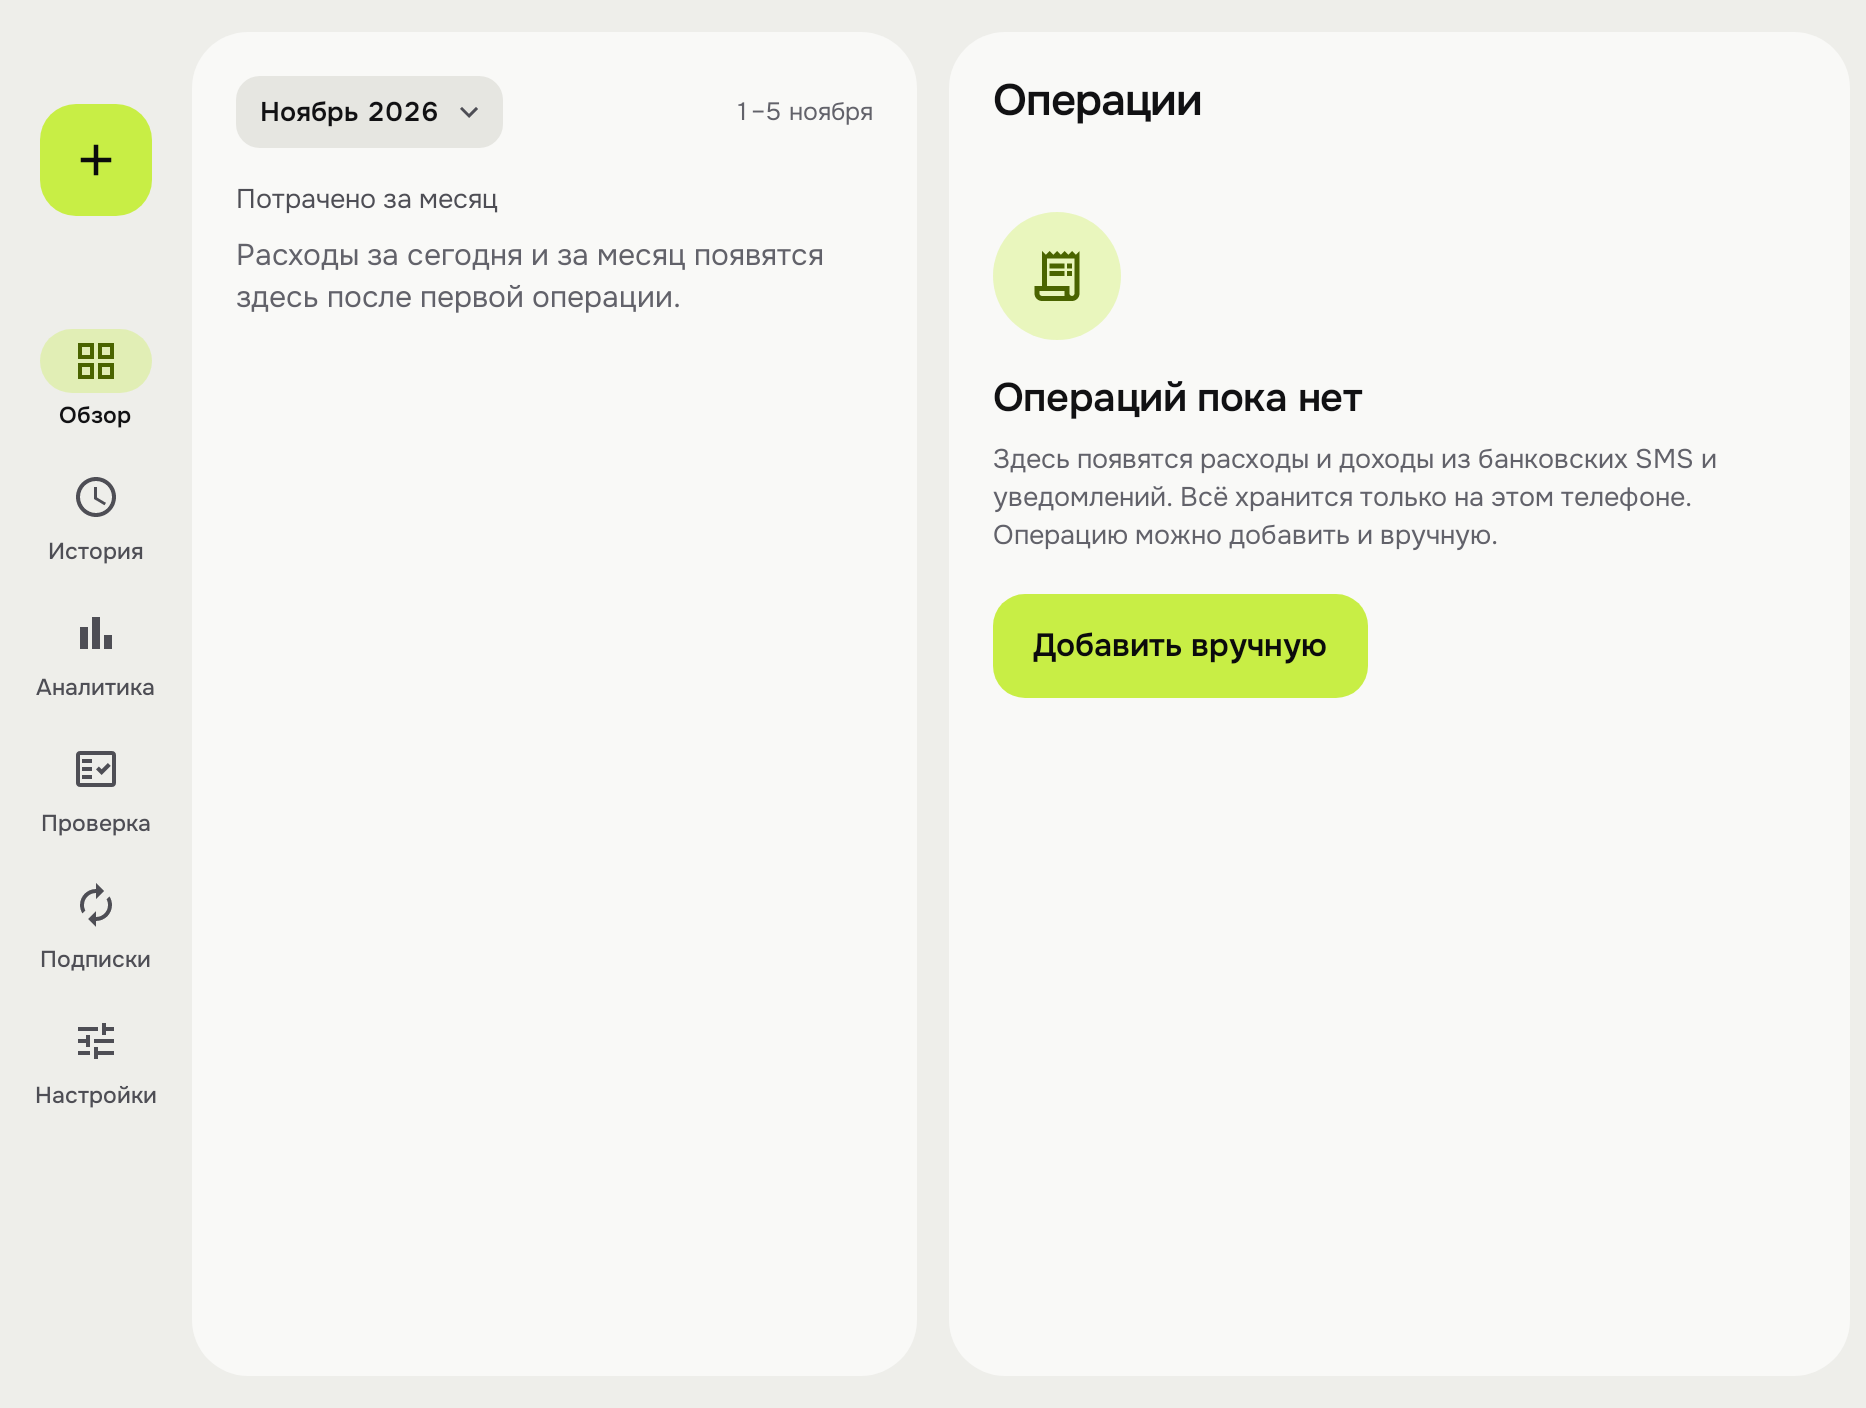 Обзор
История
Аналитика
Проверка
Подписки
Настройки
Ноябрь 2026
1–5 ноября
Потрачено за месяц
Расходы за сегодня и за месяц появятся
здесь после первой операции.
Операции
Операций пока нет
Здесь появятся расходы и доходы из банковских SMS и
уведомлений. Всё хранится только на этом телефоне.
Операцию можно добавить и вручную.
Добавить вручную